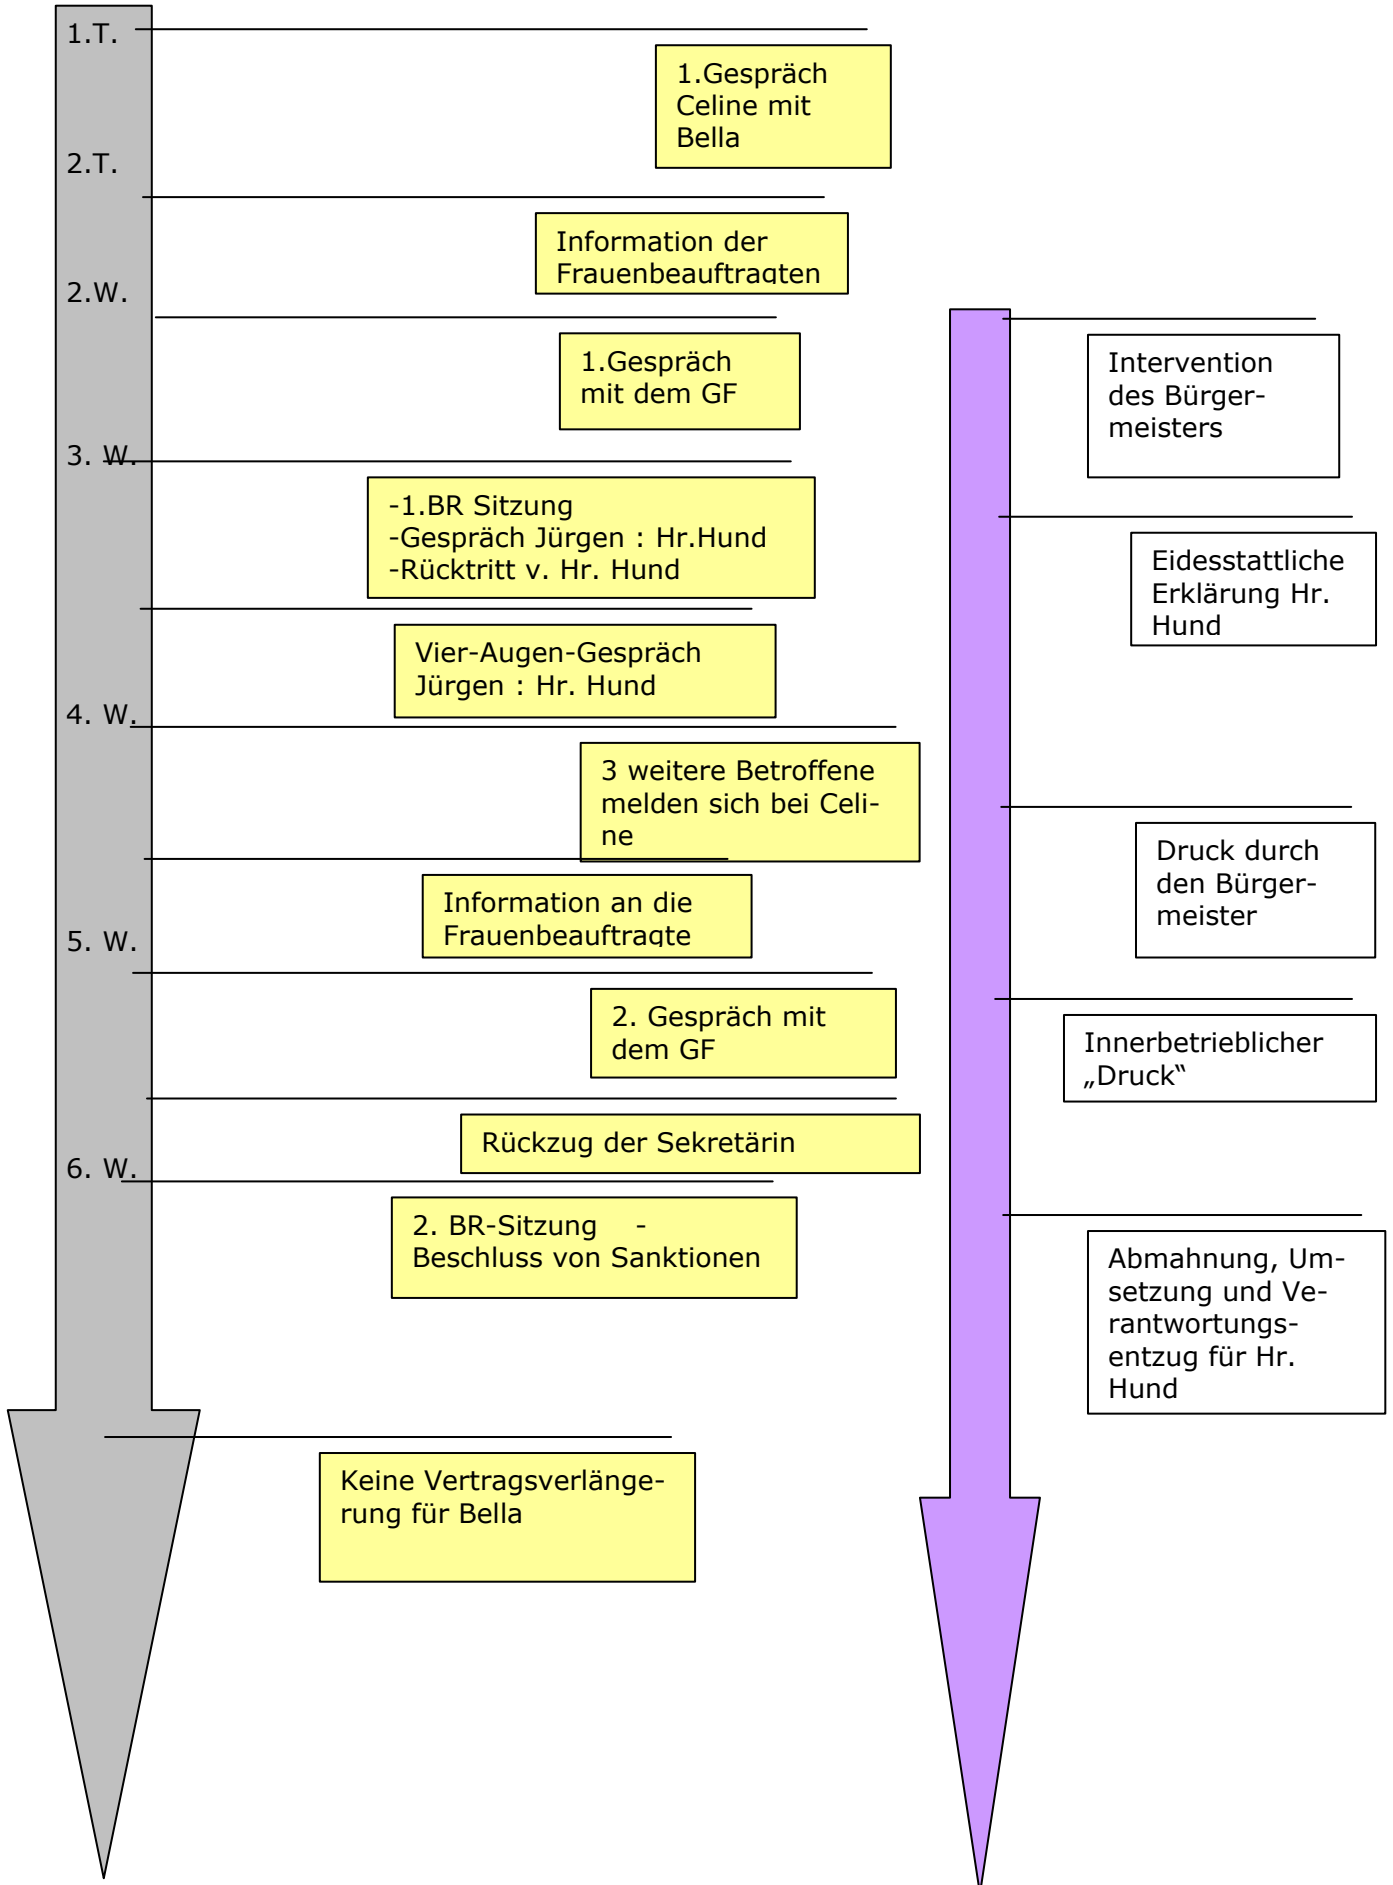 1.T.
1.Gespräch
Celine mit
Bella
2.T.
Information der
Frauenbeauftragten
2.W.
1.Gespräch
mit dem GF
Intervention
des Bürger-
meisters
3. W.
-1.BR Sitzung
-Gespräch Jürgen : Hr.Hund
-Rücktritt v. Hr. Hund
Eidesstattliche
Erklärung Hr.
Hund
Vier-Augen-Gespräch
Jürgen : Hr. Hund
4. W.
3 weitere Betroffene
melden sich bei Celi-
ne
Druck durch
den Bürger-
meister
Information an die
Frauenbeauftragte
5. W.
2. Gespräch mit
dem GF
Innerbetrieblicher
„Druck“
Rückzug der Sekretärin
6. W.
2. BR-Sitzung -
Beschluss von Sanktionen
Abmahnung, Um-
setzung und Ve-
rantwortungs-
entzug für Hr.
Hund
Keine Vertragsverlänge-
rung für Bella